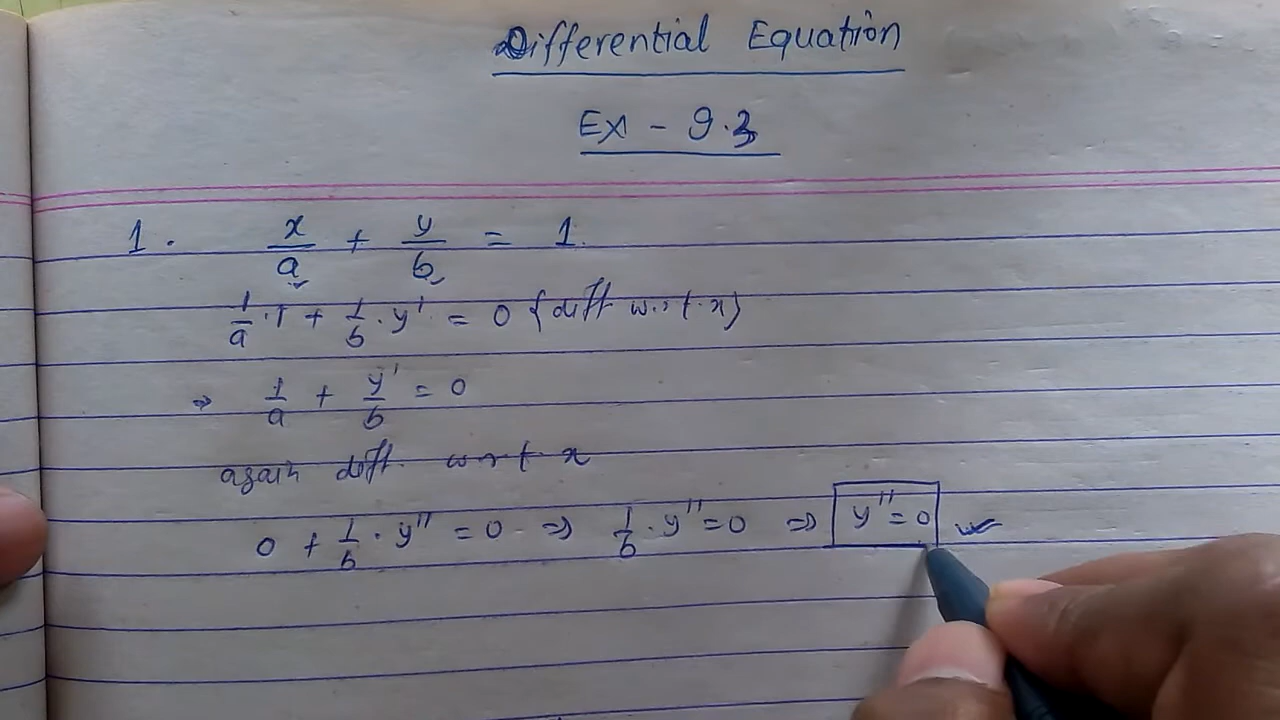 Differential Equation
Ex - 9.3
1. x/a + y/b = 1.
1/a · 1 + 1/b · y' = 0 {diff w.r.t. x}
⇒ 1/a + y'/b = 0
again diff. w.r.t x
0 + 1/b · y'' = 0 ⇒ 1/b · y'' = 0 ⇒ y'' = 0